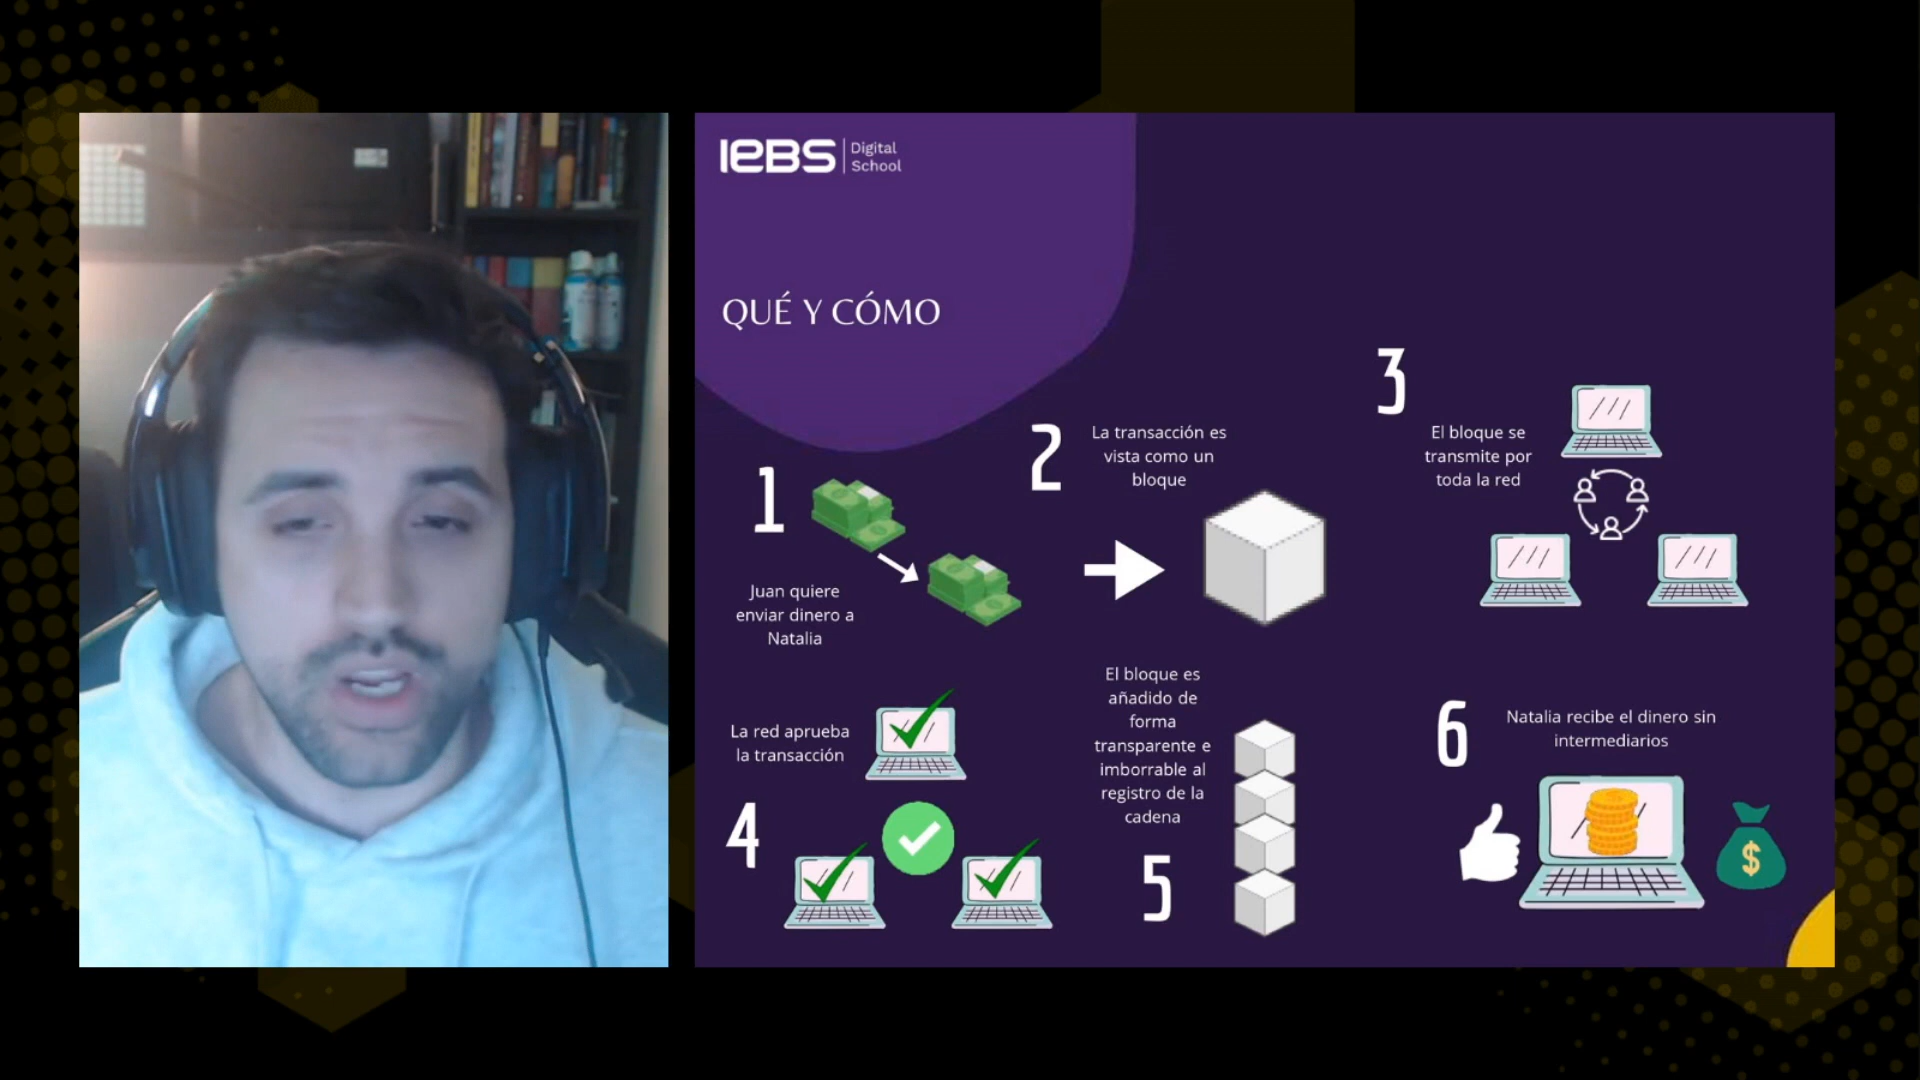 IEBS Digital School
QUÉ Y CÓMO
1
Juan quiere
enviar dinero a
Natalia
2
La transacción es
vista como un
bloque
3
El bloque se
transmite por
toda la red
La red aprueba
la transacción
4
El bloque es
añadido de
forma
transparente e
imborrable al
registro de la
cadena
5
6
Natalia recibe el dinero sin
intermediarios
$